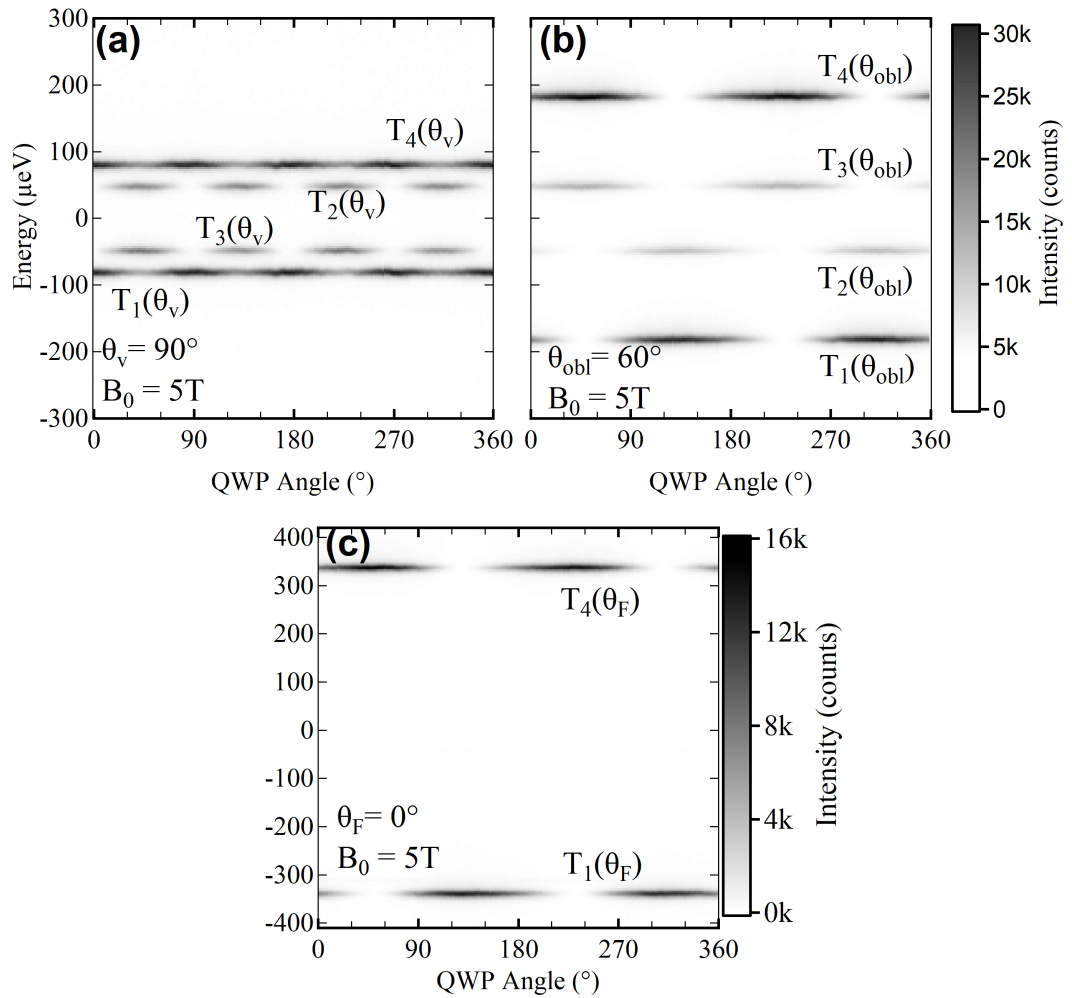 (a)
300
200
100
0
-100
-200
-300
Energy (μeV)
T4(θv)
T2(θv)
T3(θv)
T1(θv)
θv= 90°
B0 = 5T
0 90 180 270 360
QWP Angle (°)
(b)
T4(θobl)
T3(θobl)
T2(θobl)
T1(θobl)
θobl= 60°
B0 = 5T
0 90 180 270 360
QWP Angle (°)
30k
25k
20k
15k
10k
5k
0
Intensity (counts)
(c)
400
300
200
100
0
-100
-200
-300
-400
T4(θF)
θF= 0°
B0 = 5T
T1(θF)
0 90 180 270 360
QWP Angle (°)
16k
12k
8k
4k
0k
Intensity (counts)